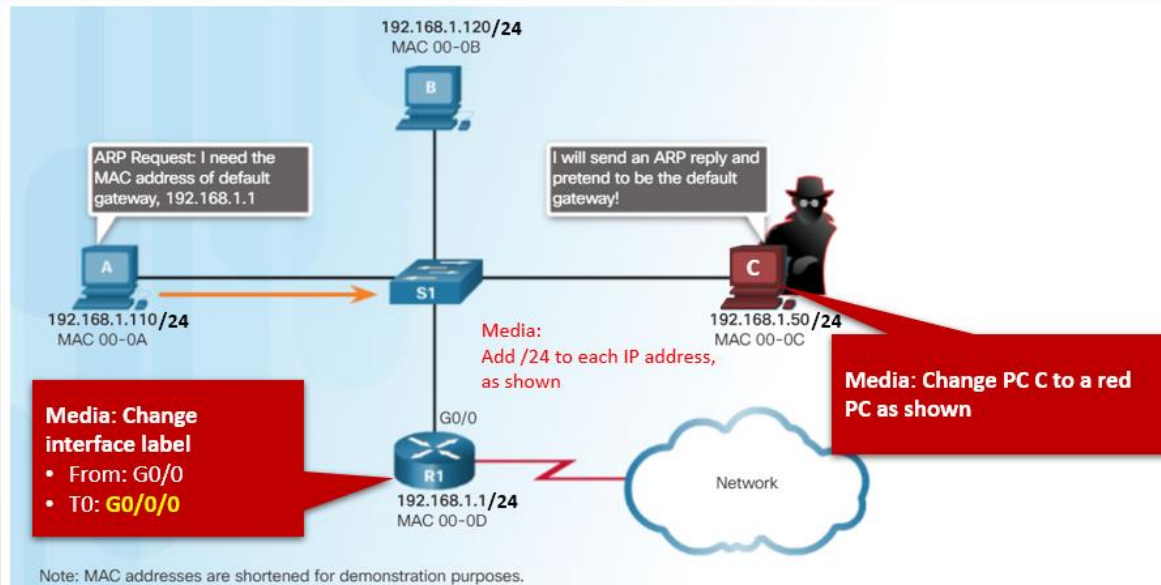 192.168.1.120/24
MAC 00-0B
B
ARP Request: I need the
MAC address of default
gateway, 192.168.1.1
I will send an ARP reply and
pretend to be the default
gateway!
A
S1
C
192.168.1.110/24
MAC 00-0A
192.168.1.50/24
MAC 00-0C
Media:
Add /24 to each IP address,
as shown
Media: Change PC C to a red
PC as shown
Media: Change
interface label
• From: G0/0
• T0: G0/0/0
G0/0
R1
192.168.1.1/24
MAC 00-0D
Network
Note: MAC addresses are shortened for demonstration purposes.